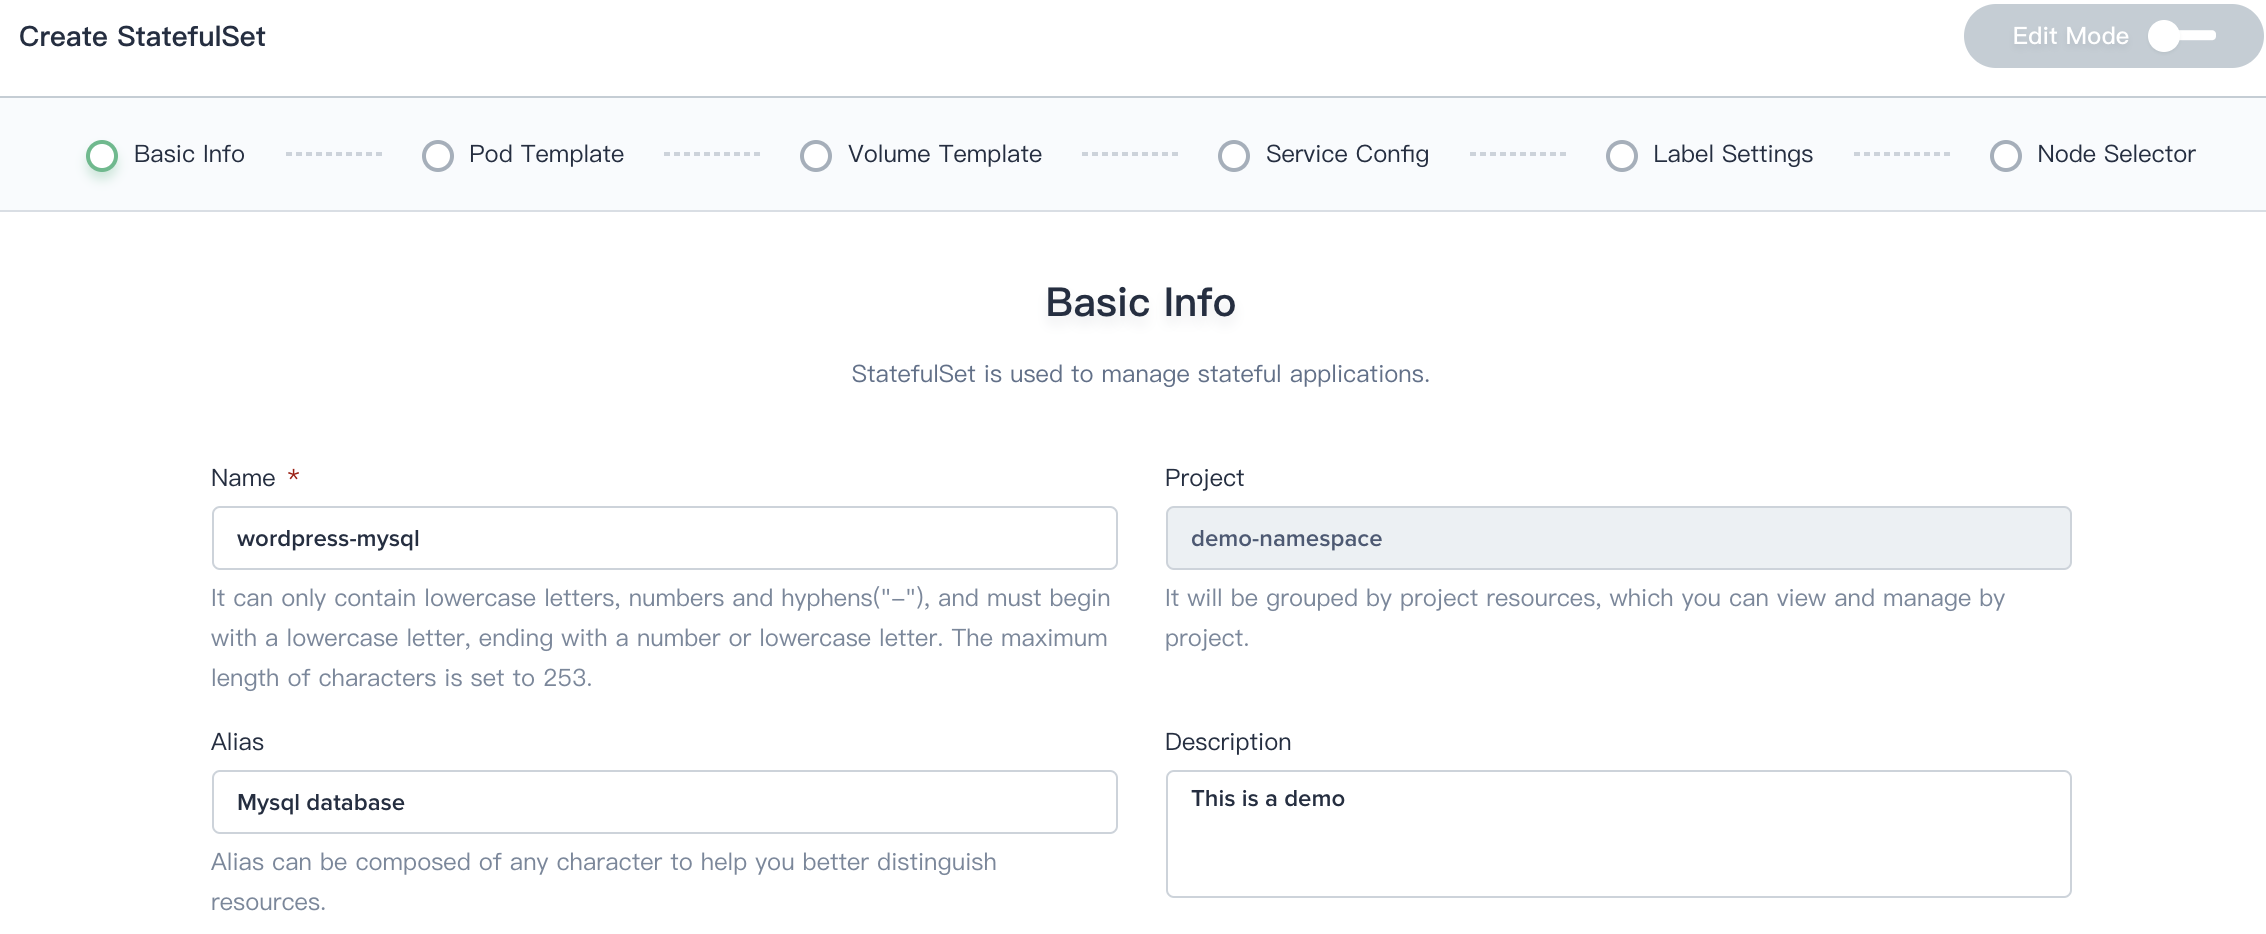 Create StatefulSet
Edit Mode
Basic Info
Pod Template
Volume Template
Service Config
Label Settings
Node Selector
Basic Info
StatefulSet is used to manage stateful applications.
Name *
wordpress-mysql
It can only contain lowercase letters, numbers and hyphens("-"), and must begin
with a lowercase letter, ending with a number or lowercase letter. The maximum
length of characters is set to 253.
Project
demo-namespace
It will be grouped by project resources, which you can view and manage by
project.
Alias
Mysql database
Alias can be composed of any character to help you better distinguish
resources.
Description
This is a demo